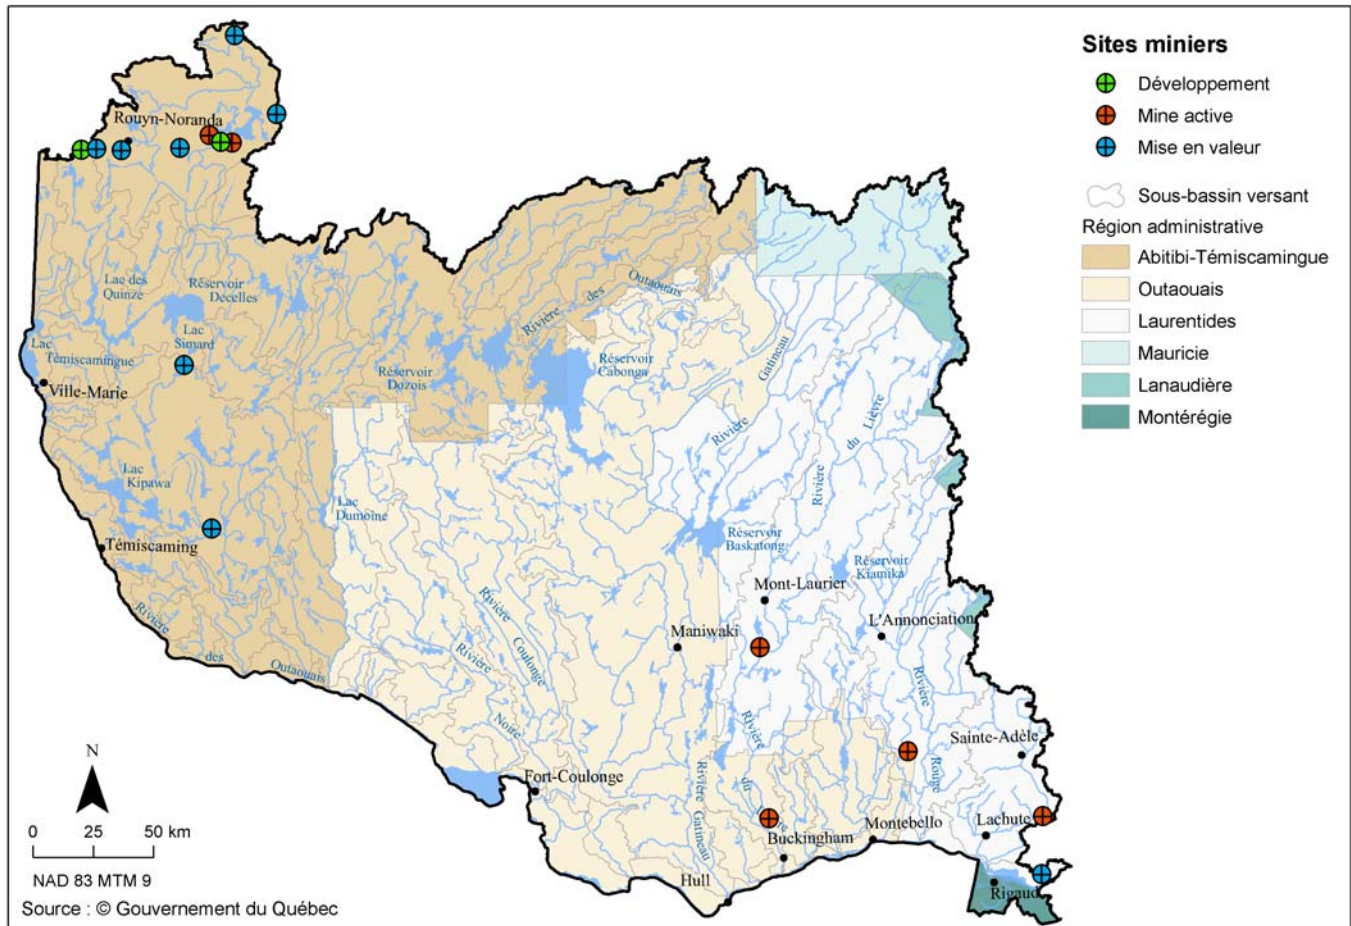 Sites miniers
Développement
Mine active
Mise en valeur
Sous-bassin versant
Région administrative
Abitibi-Témiscamingue
Outaouais
Laurentides
Mauricie
Lanaudière
Montérégie
Rouyn-Noranda
Lac des
Quinze
Réservoir
Decelles
Lac
Simard
Lac
Témiscamingue
Ville-Marie
Rivière des Outaouais
Réservoir
Dozois
Réservoir
Cabonga
Rivière Gatineau
Rivière du Lièvre
Lac
Kipawa
Témiscaming
Lac
Dumoine
Réservoir
Baskatong
Réservoir
Kiamika
Mont-Laurier
L'Annonciation
Maniwaki
Rivière des Outaouais
Rivière Coulonge
Rivière Noire
Rivière Gatineau
Rivière du
Rivière Rouge
Sainte-Adèle
Fort-Coulonge
Lachute
Montebello
Buckingham
Hull
Rigaud
N
0 25 50 km
NAD 83 MTM 9
Source : © Gouvernement du Québec